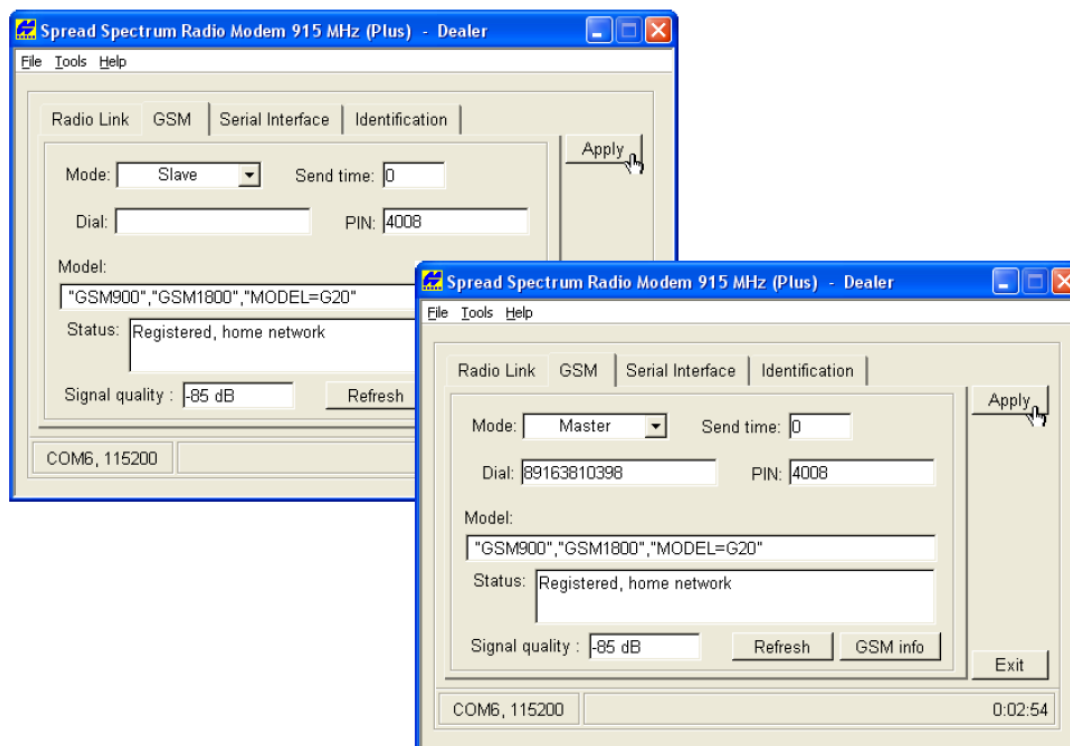 Spread Spectrum Radio Modem 915 MHz (Plus) - Dealer
File Tools Help
Radio Link GSM Serial Interface Identification
Apply
Mode: Slave Send time: 0
Dial: PIN: 4008
Model:
"GSM900","GSM1800","MODEL=G20"
Status: Registered, home network
Signal quality : -85 dB Refresh
COM6, 115200
Spread Spectrum Radio Modem 915 MHz (Plus) - Dealer
File Tools Help
Radio Link GSM Serial Interface Identification
Apply
Mode: Master Send time: 0
Dial: 89163810398 PIN: 4008
Model:
"GSM900","GSM1800","MODEL=G20"
Status: Registered, home network
Signal quality : -85 dB Refresh GSM info
Exit
COM6, 115200 0:02:54